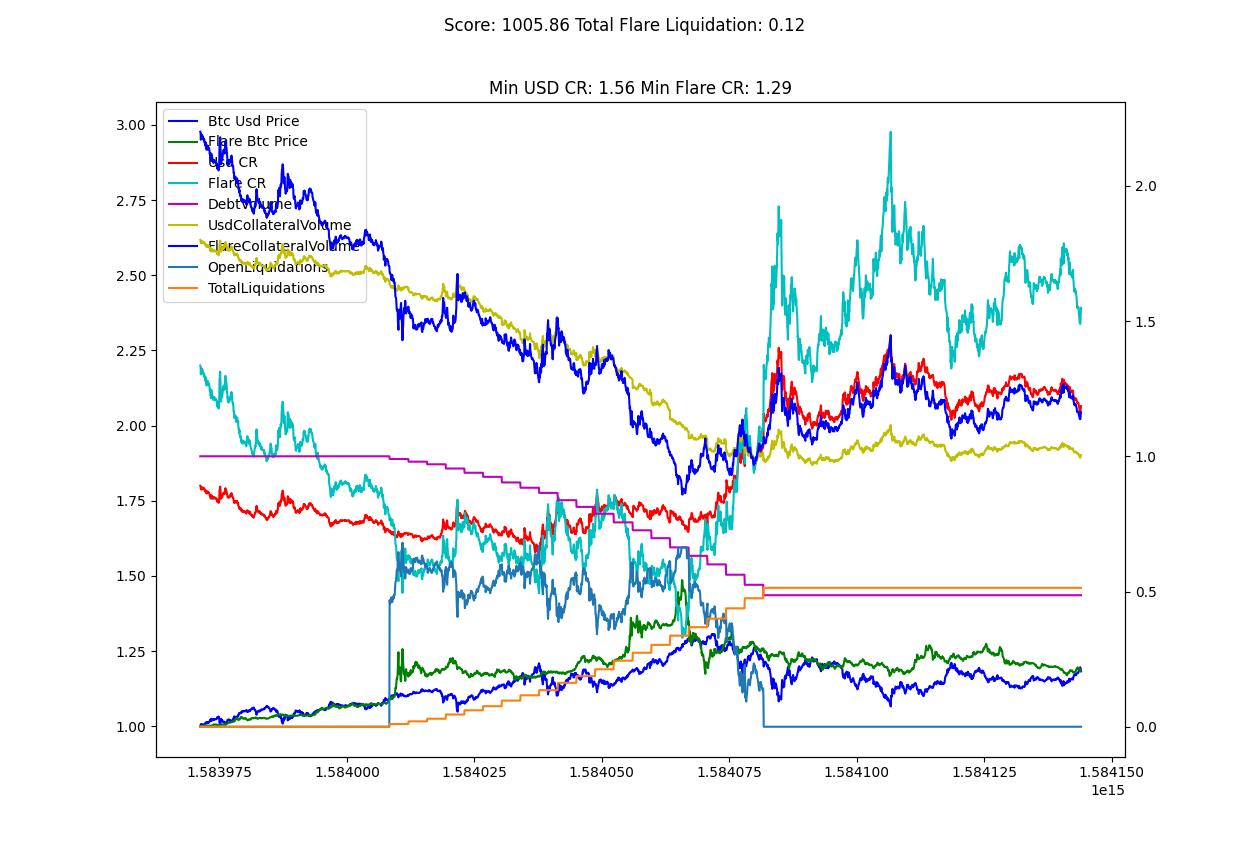 Score: 1005.86 Total Flare Liquidation: 0.12
Min USD CR: 1.56 Min Flare CR: 1.29
Btc Usd Price
Flare Btc Price
Usd CR
Flare CR
DebtVolume
UsdCollateralVolume
FlareCollateralVolume
OpenLiquidations
TotalLiquidations
3.00
2.75
2.50
2.25
2.00
1.75
1.50
1.25
1.00
2.0
1.5
1.0
0.5
0.0
1.583975 1.584000 1.584025 1.584050 1.584075 1.584100 1.584125 1.584150
1e15